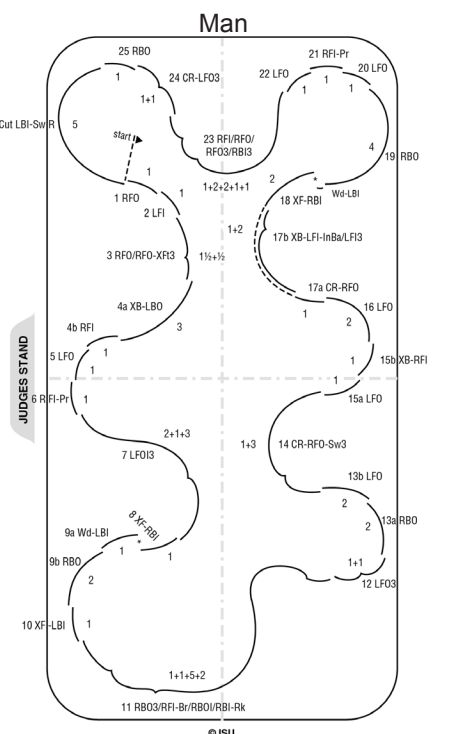 Man
25 RBO
1
24 CR-LFO3
1+1
21 RFI-Pr
22 LFO
20 LFO
1
1
1
Cut LBI-SwR
5
start
4
19 RBO
23 RFI/RFO/
RFO3/RBI3
1
1 RFO
1
2 LFI
1+2+2+1+1
2
*
Wd-LBI
18 XF-RBI
1+2
17b XB-LFI-InBa/LFI3
3 RFO/RFO-XFt3
1½+½
17a CR-RFO
1
16 LFO
2
4a XB-LBO
3
4b RFI
1
5 LFO
1
1
15b XB-RFI
1
15a LFO
JUDGES STAND
6 RIFI-Pr
1
2+1+3
7 LFOI3
1+3
14 CR-RFO-Sw3
13b LFO
2
13a RBO
2
8 XF-RBI
*
9a Wd-LBI
1
1
9b RBO
2
1+1
12 LFO3
10 XF-LBI
1
1+1+5+2
11 RBO3/RFI-Br/RBOI/RBI-Rk
© ISU